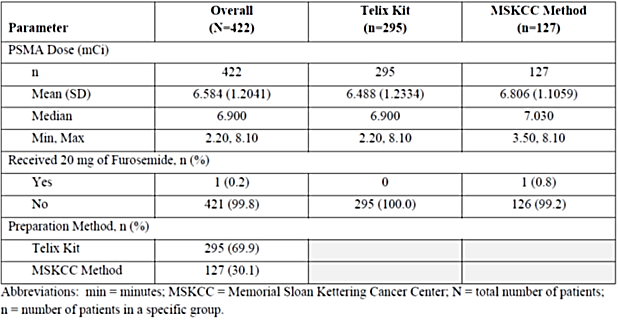 Parameter Overall (N=422) Telix Kit (n=295) MSKCC Method (n=127)
PSMA Dose (mCi)
n 422 295 127
Mean (SD) 6.584 (1.2041) 6.488 (1.2334) 6.806 (1.1059)
Median 6.900 6.900 7.030
Min, Max 2.20, 8.10 2.20, 8.10 3.50, 8.10
Received 20 mg of Furosemide, n (%)
Yes 1 (0.2) 0 1 (0.8)
No 421 (99.8) 295 (100.0) 126 (99.2)
Preparation Method, n (%)
Telix Kit 295 (69.9)
MSKCC Method 127 (30.1)
Abbreviations: min = minutes; MSKCC = Memorial Sloan Kettering Cancer Center; N = total number of patients;
n = number of patients in a specific group.